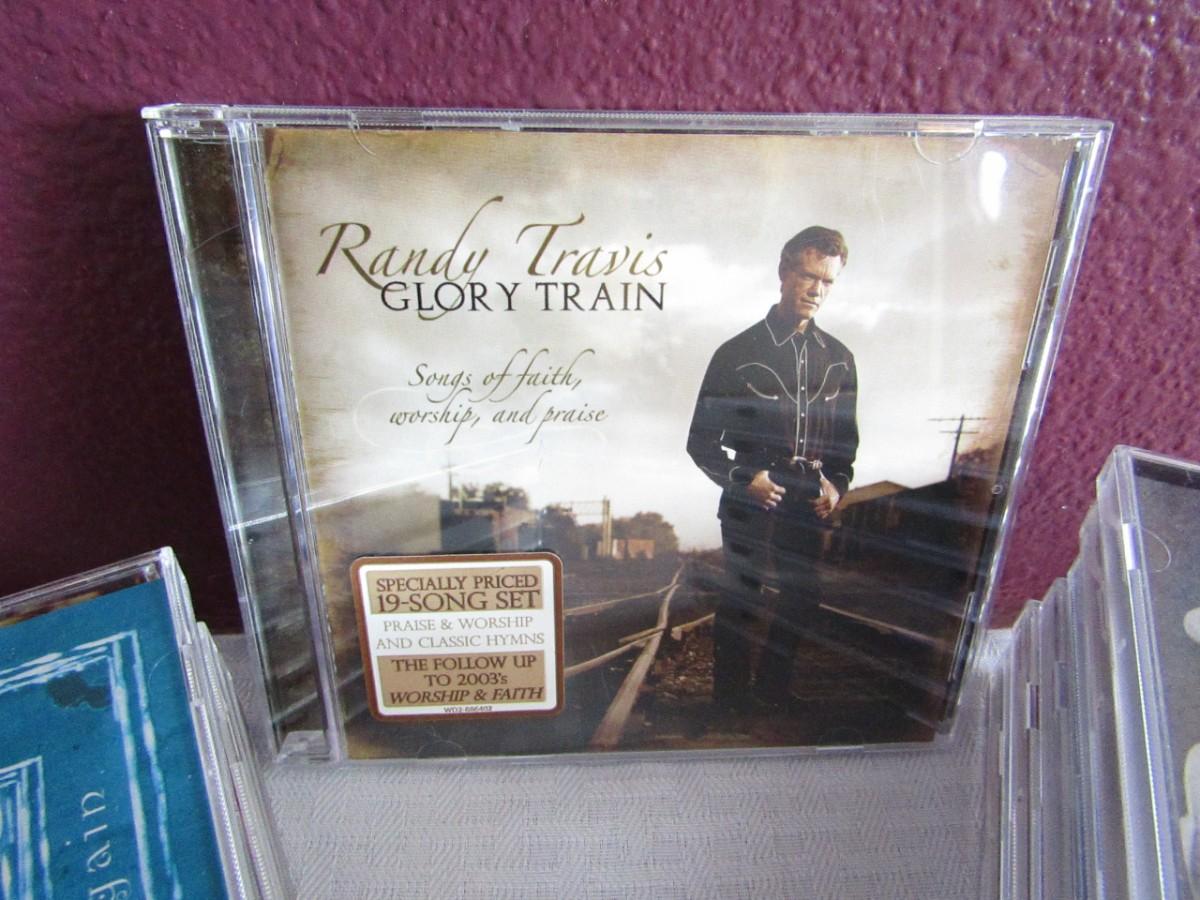 Randy Travis
GLORY TRAIN
Songs of faith,
worship, and praise
SPECIALLY PRICED
19-SONG SET
PRAISE & WORSHIP
AND CLASSIC HYMNS
THE FOLLOW UP
TO 2003's
WORSHIP & FAITH